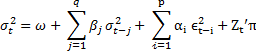 σ_t^2 = ω + ∑_{j=1}^{q} β_j σ_{t−j}^2 + ∑_{i=1}^{p} α_i ϵ_{t−i}^2 + Z_t′π